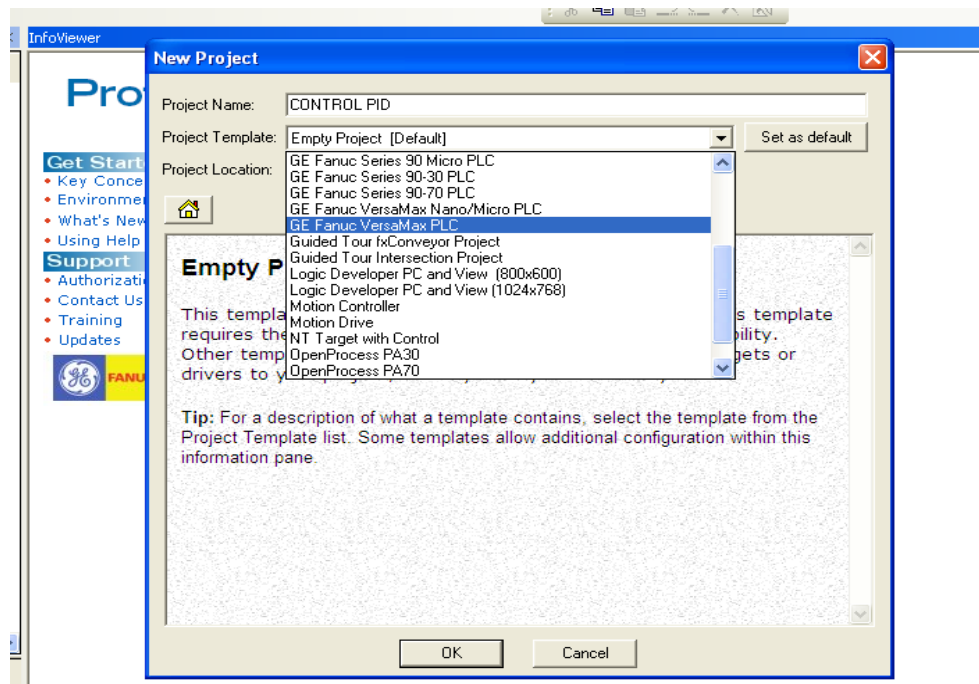 InfoViewer
New Project
Pro
Project Name: CONTROL PID
Project Template: Empty Project [Default] Set as default
Project Location:
GE Fanuc Series 90 Micro PLC
GE Fanuc Series 90-30 PLC
GE Fanuc Series 90-70 PLC
GE Fanuc VersaMax Nano/Micro PLC
GE Fanuc VersaMax PLC
Guided Tour fxConveyor Project
Guided Tour Intersection Project
Logic Developer PC and View (800x600)
Logic Developer PC and View (1024x768)
Motion Controller
Motion Drive
NT Target with Control
OpenProcess PA30
OpenProcess PA70
Get Start
Key Conce
Environme
What's New
Using Help
Support
Authorizati
Contact Us
Training
Updates
FANU
Empty P
This templa s template
requires the bility.
Other temp gets or
drivers to y
Tip: For a description of what a template contains, select the template from the
Project Template list. Some templates allow additional configuration within this
information pane.
OK Cancel